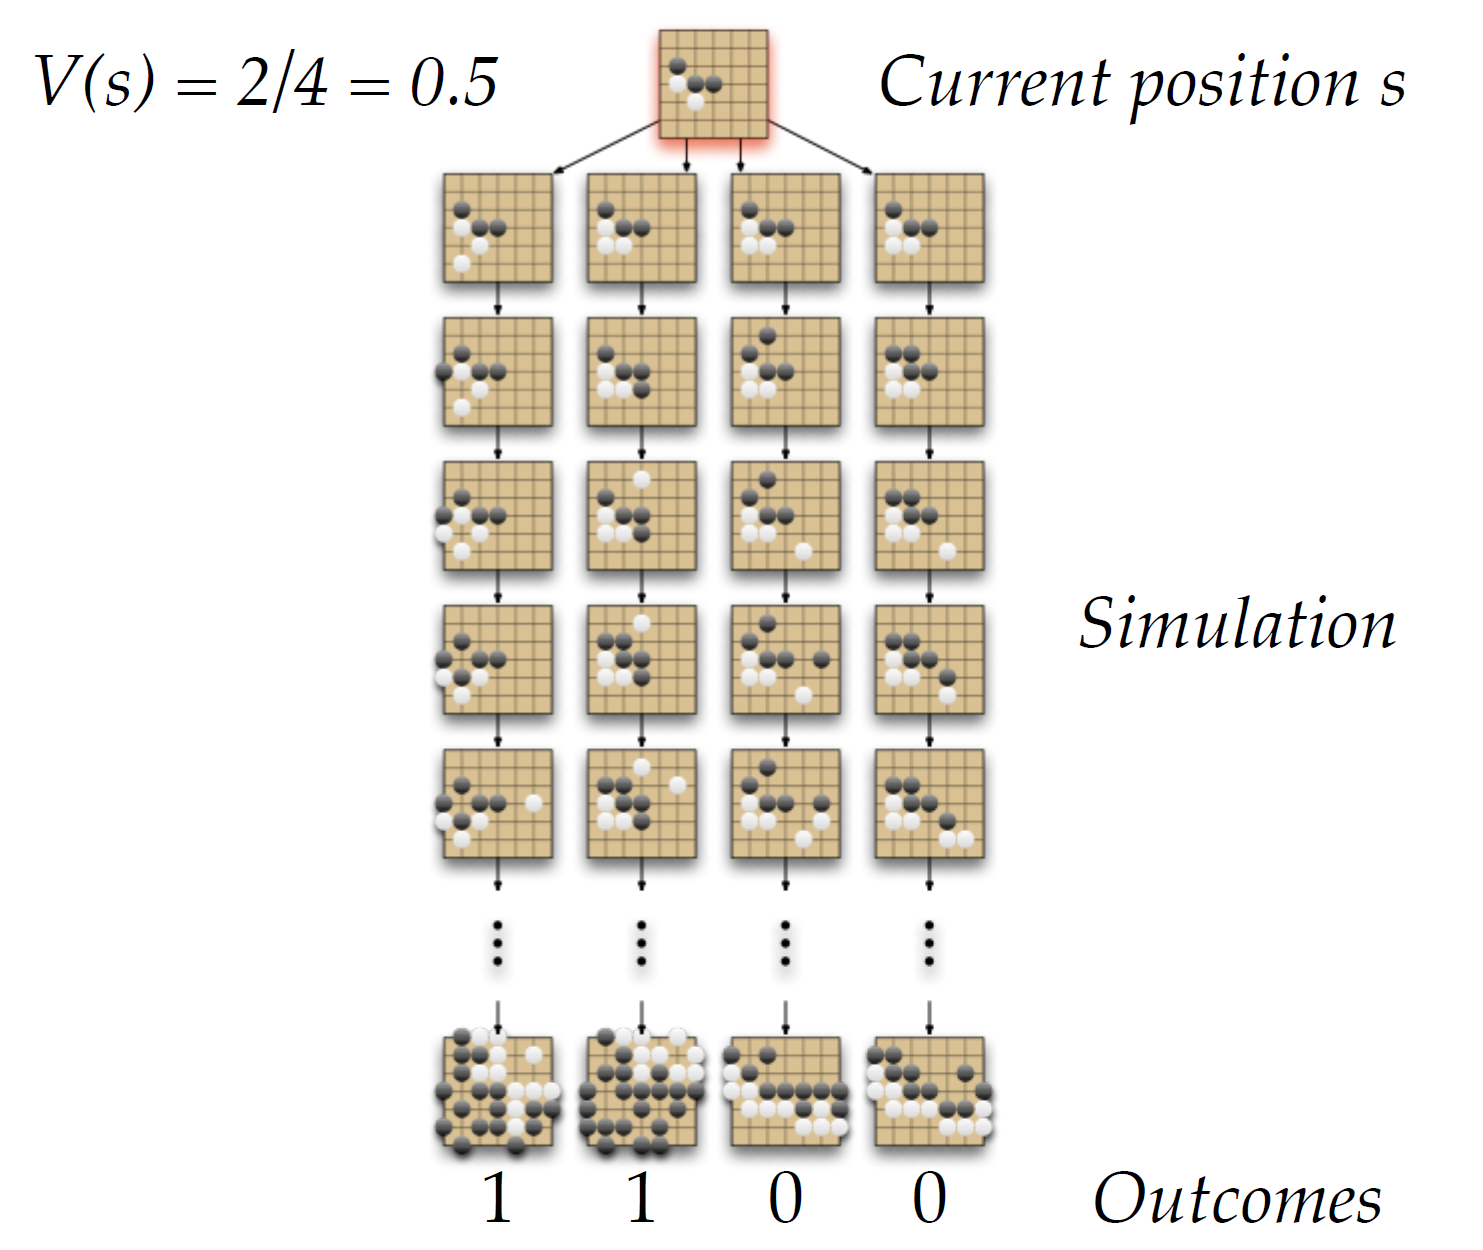 V(s) = 2/4 = 0.5
Current position s
Simulation
1 1 0 0
Outcomes